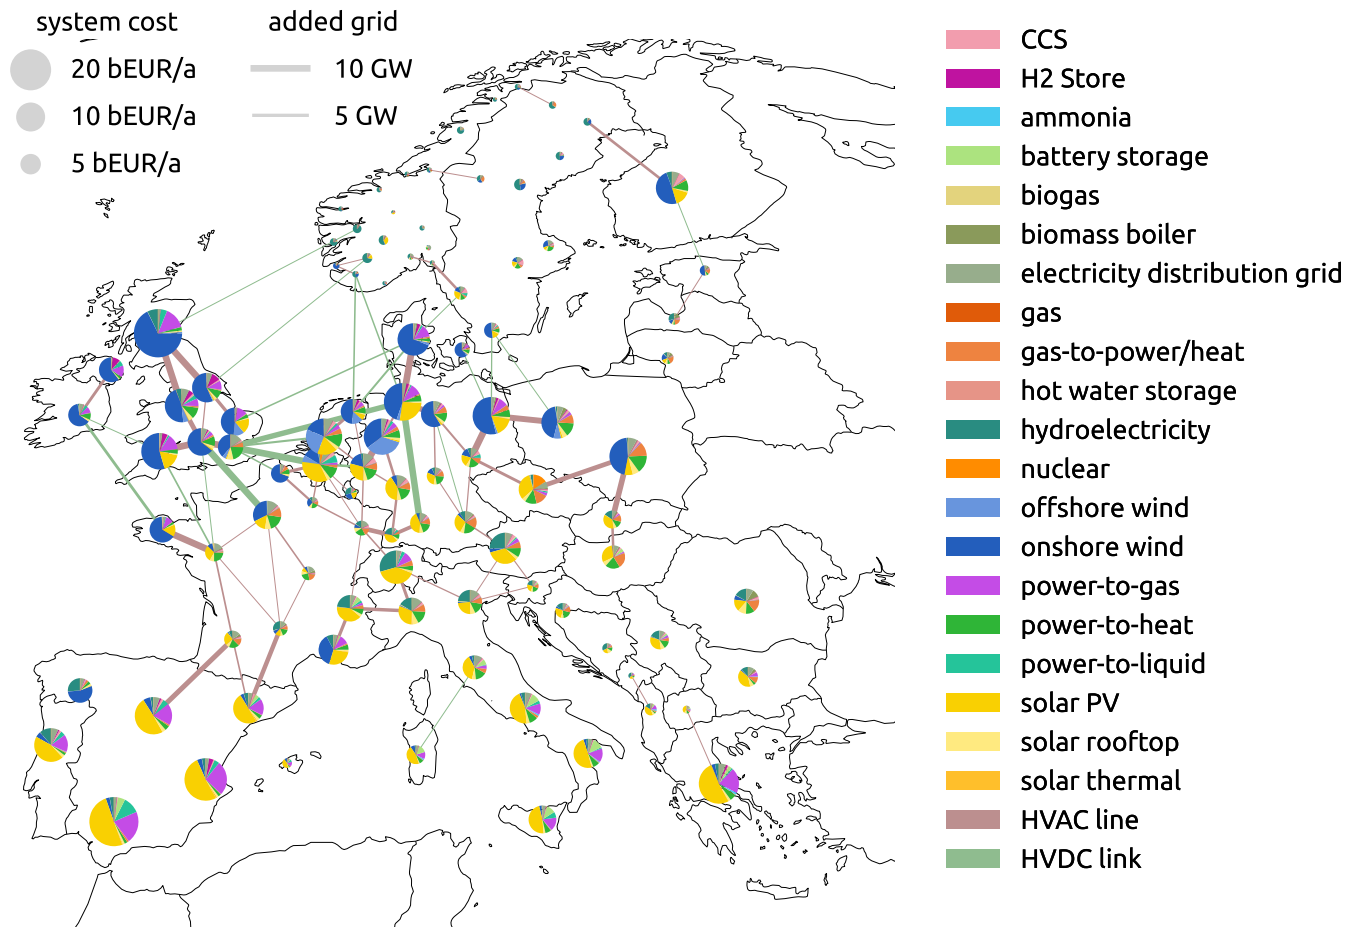 system cost
added grid
20 bEUR/a
10 GW
10 bEUR/a
5 GW
5 bEUR/a
CCS
H2 Store
ammonia
battery storage
biogas
biomass boiler
electricity distribution grid
gas
gas-to-power/heat
hot water storage
hydroelectricity
nuclear
offshore wind
onshore wind
power-to-gas
power-to-heat
power-to-liquid
solar PV
solar rooftop
solar thermal
HVAC line
HVDC link